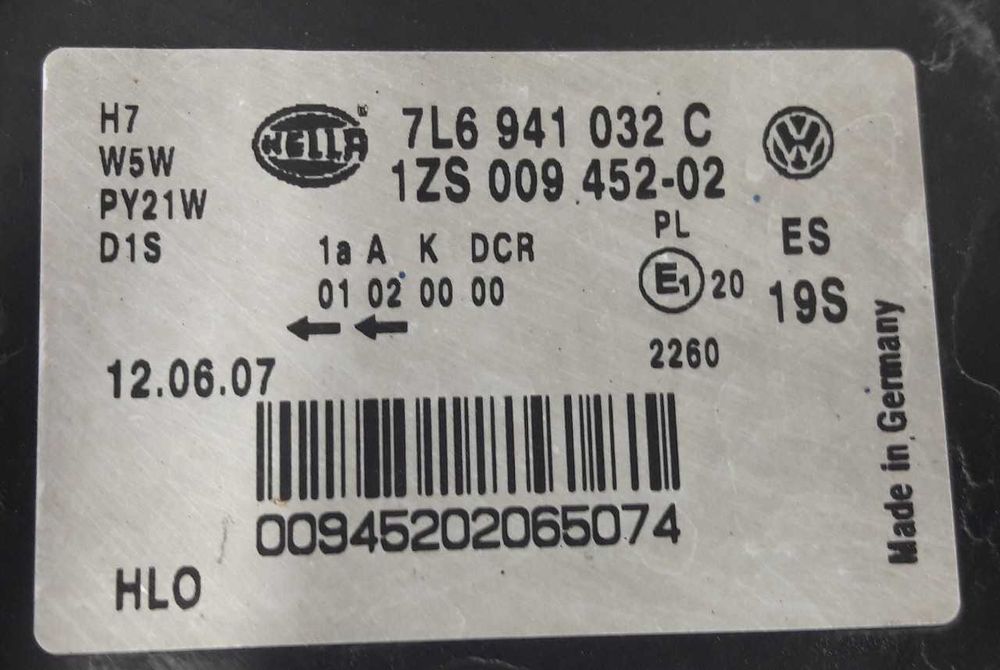 H7
W5W
PY21W
D1S
HELLA®
7L6 941 032 C
1ZS 009 452-02
1a A K DCR
01 02 00 00
PL
E1 20
2260
VW
ES
19S
12.06.07
00945202065074
HLO
Made in Germany